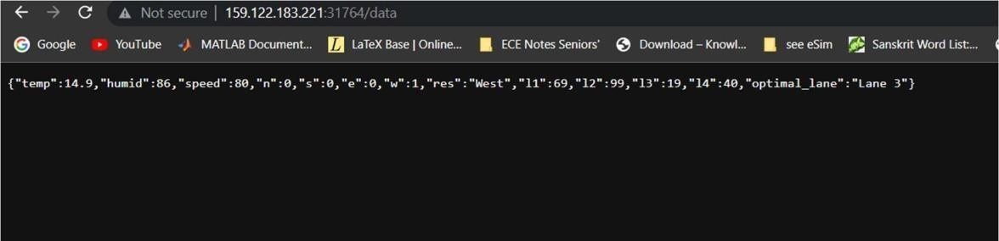 Not secure | 159.122.183.221:31764/data
Google YouTube MATLAB Document... L LaTeX Base | Online... ECE Notes Seniors' Download – Knowl... see eSim Sanskrit Word List:...
{"temp":14.9,"humid":86,"speed":80,"n":0,"s":0,"e":0,"w":1,"res":"West","l1":69,"l2":99,"l3":19,"l4":40,"optimal_lane":"Lane 3"}